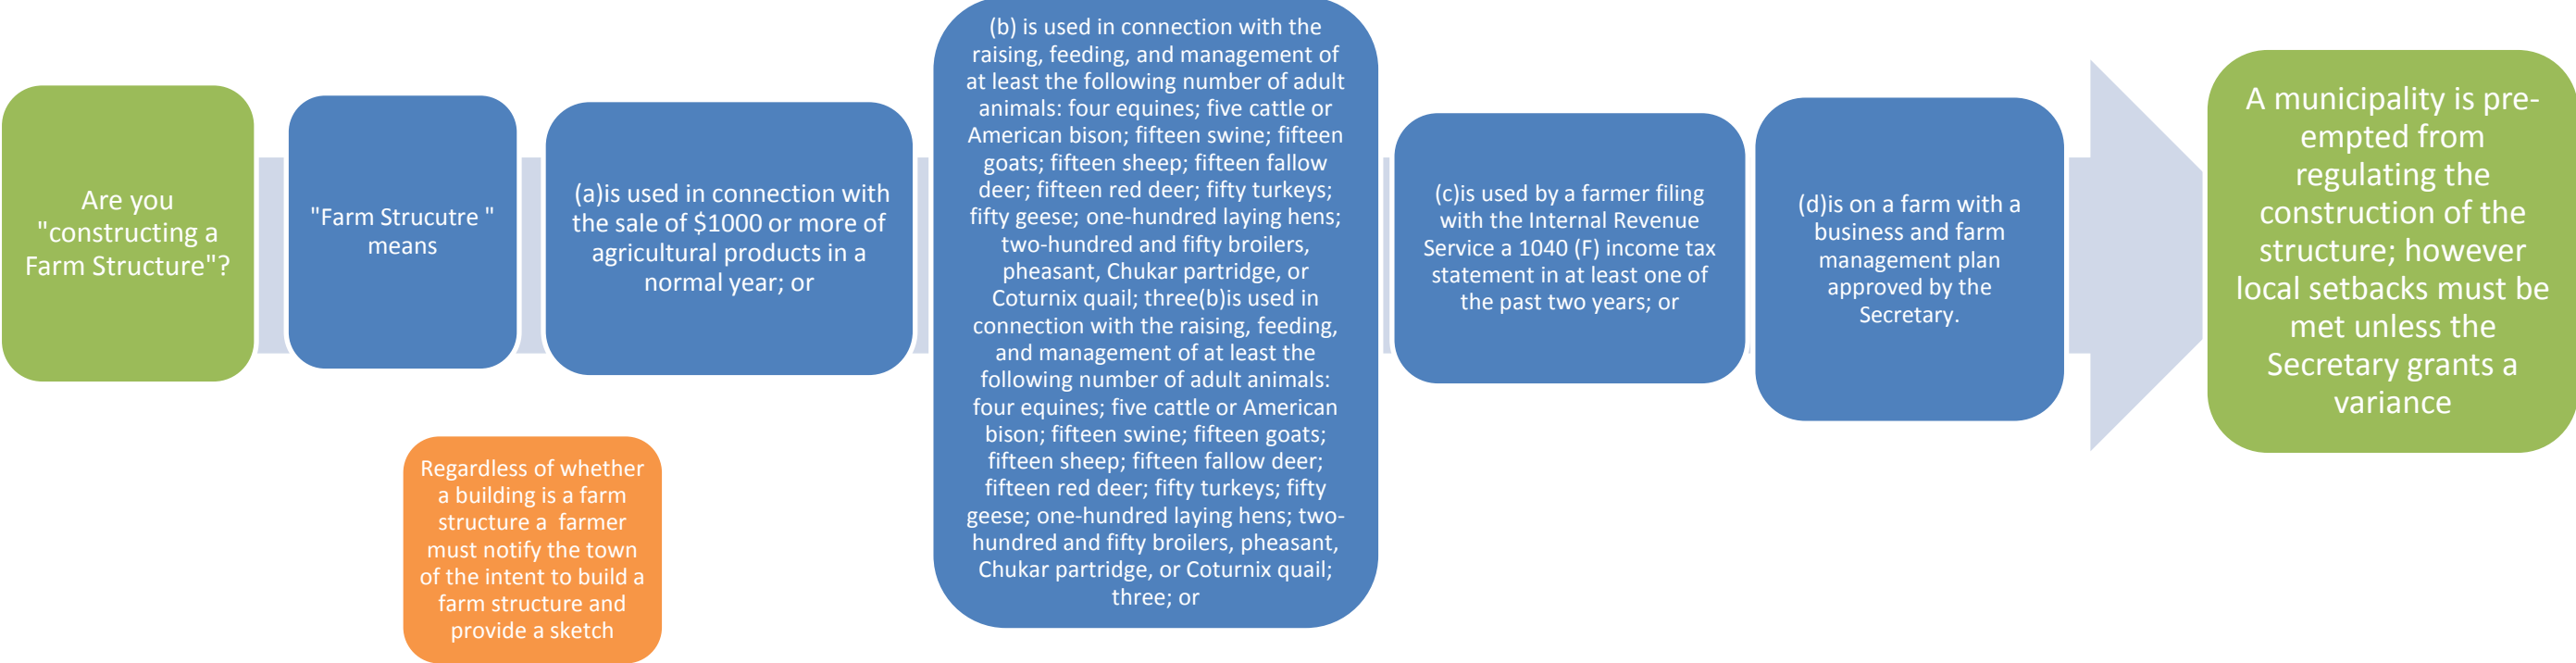 Are you
"constructing a
Farm Structure"?
"Farm Strucutre "
means
(a)is used in connection with
the sale of $1000 or more of
agricultural products in a
normal year; or
(b) is used in connection with the
raising, feeding, and management of
at least the following number of adult
animals: four equines; five cattle or
American bison; fifteen swine; fifteen
goats; fifteen sheep; fifteen fallow
deer; fifteen red deer; fifty turkeys;
fifty geese; one-hundred laying hens;
two-hundred and fifty broilers,
pheasant, Chukar partridge, or
Coturnix quail; three(b)is used in
connection with the raising, feeding,
and management of at least the
following number of adult animals:
four equines; five cattle or American
bison; fifteen swine; fifteen goats;
fifteen sheep; fifteen fallow deer;
fifteen red deer; fifty turkeys; fifty
geese; one-hundred laying hens; two-
hundred and fifty broilers, pheasant,
Chukar partridge, or Coturnix quail;
three; or
(c)is used by a farmer filing
with the Internal Revenue
Service a 1040 (F) income tax
statement in at least one of
the past two years; or
(d)is on a farm with a
business and farm
management plan
approved by the
Secretary.
A municipality is pre-
empted from
regulating the
construction of the
structure; however
local setbacks must be
met unless the
Secretary grants a
variance
Regardless of whether
a building is a farm
structure a  farmer
must notify the town
of the intent to build a
farm structure and
provide a sketch